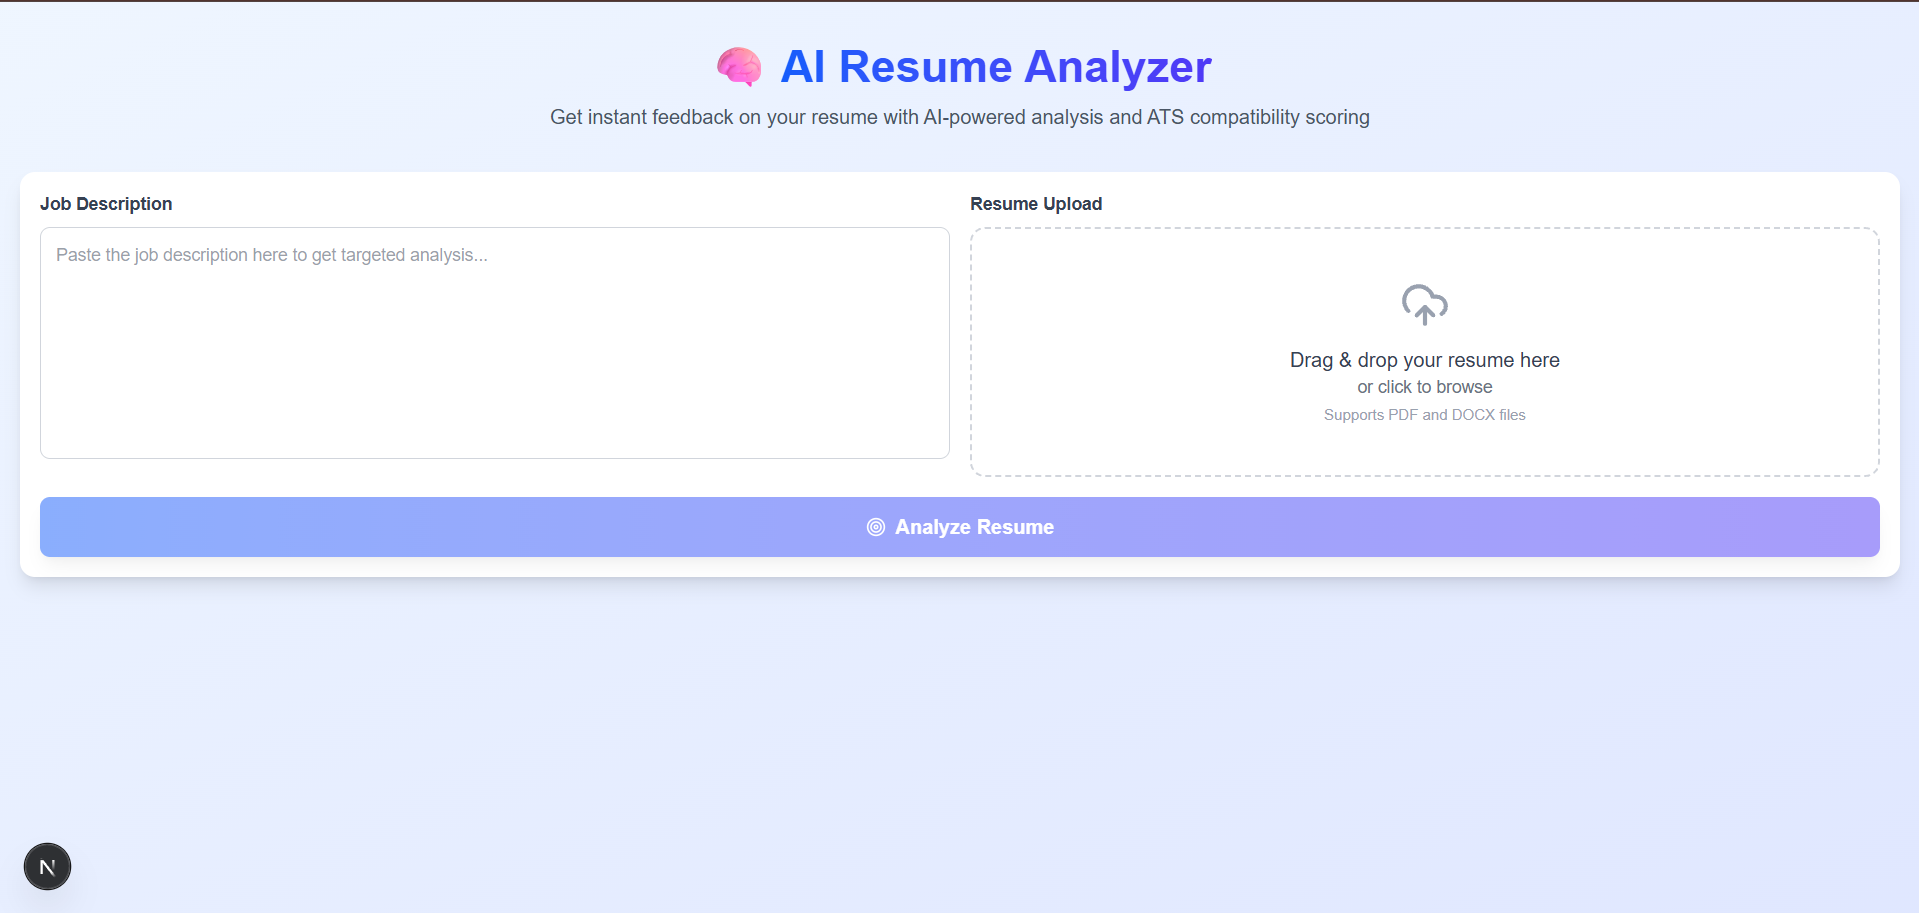 🧠 AI Resume Analyzer
Get instant feedback on your resume with AI-powered analysis and ATS compatibility scoring
Job Description
Paste the job description here to get targeted analysis...
Resume Upload
Drag & drop your resume here
or click to browse
Supports PDF and DOCX files
Analyze Resume
N